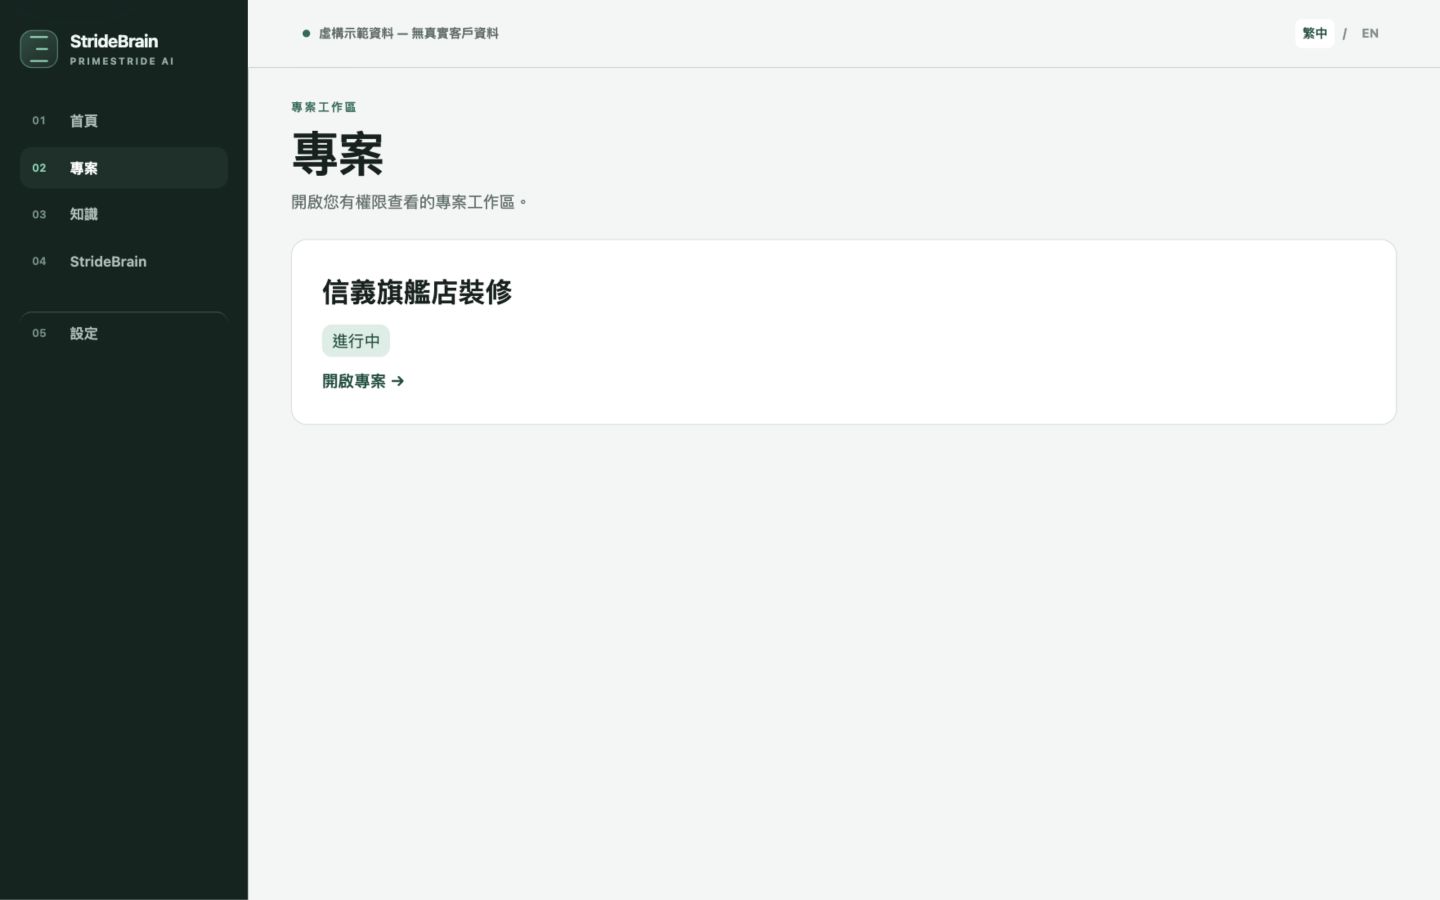 StrideBrain
PRIMESTRIDE AI
01 首頁
02 專案
03 知識
04 StrideBrain
05 設定
虛構示範資料 — 無真實客戶資料
繁中 / EN
專案工作區
專案
開啟您有權限查看的專案工作區。
信義旗艦店裝修
進行中
開啟專案 →